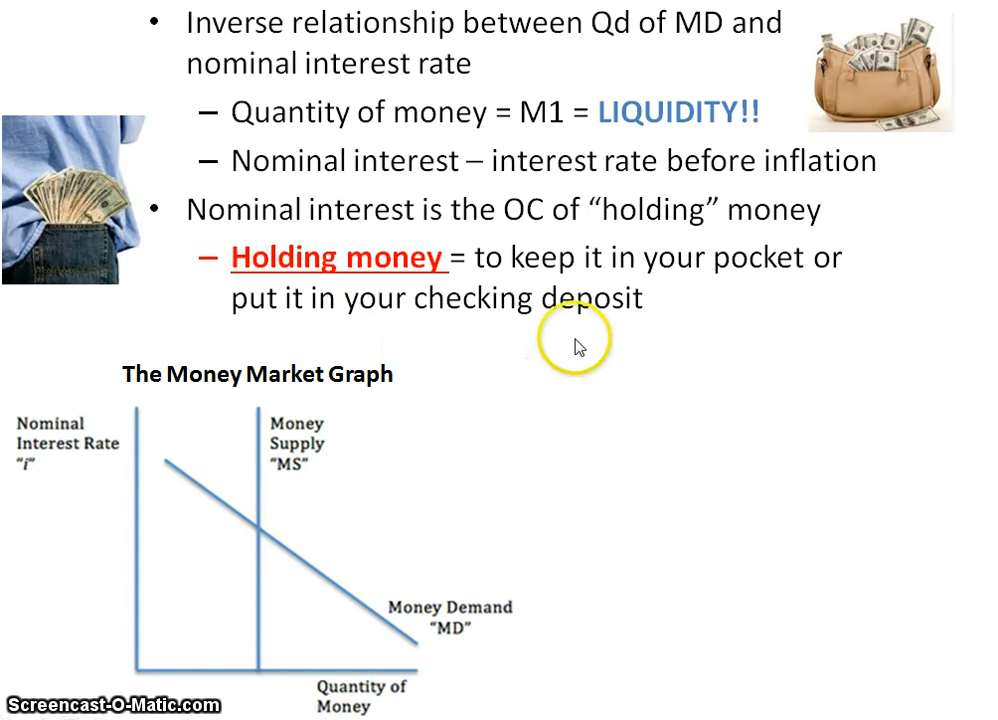 • Inverse relationship between Qd of MD and
nominal interest rate
– Quantity of money = M1 = LIQUIDITY!!
– Nominal interest – interest rate before inflation
• Nominal interest is the OC of “holding” money
– Holding money = to keep it in your pocket or
put it in your checking deposit
The Money Market Graph
Nominal
Interest Rate
“i”
Money
Supply
“MS”
Money Demand
“MD”
Quantity of
Money
Screencast-O-Matic.com